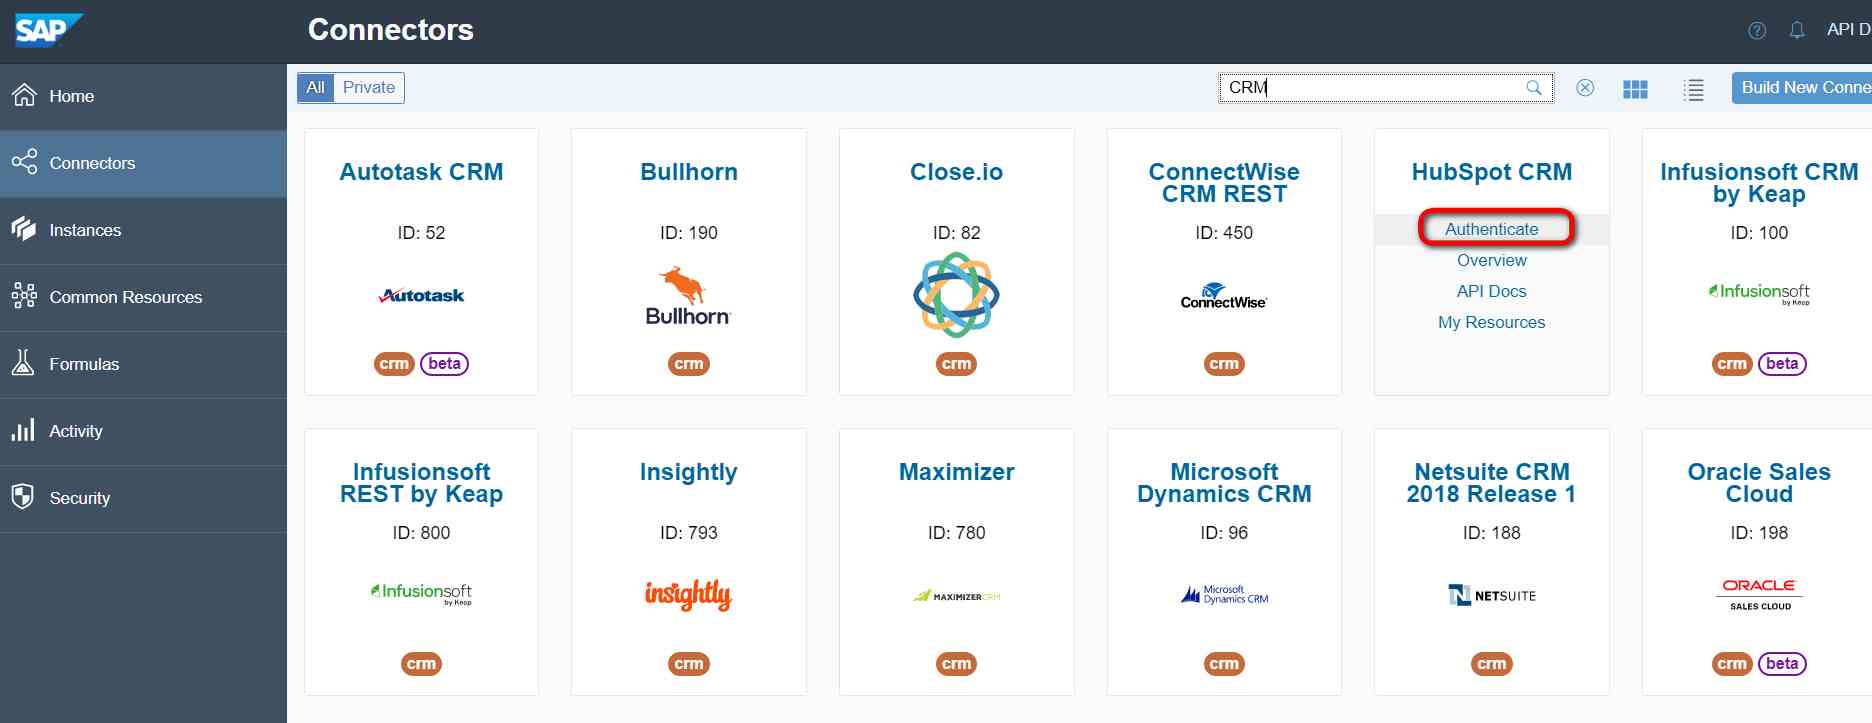 SAP
Connectors
API D
Home
Connectors
Instances
Common Resources
Formulas
Activity
Security
All
Private
CRM
Build New Conne
Autotask CRM
ID: 52
Autotask
crm
beta
Bullhorn
ID: 190
Bullhorn
crm
Close.io
ID: 82
crm
ConnectWise
CRM REST
ID: 450
ConnectWise
crm
HubSpot CRM
Authenticate
Overview
API Docs
My Resources
Infusionsoft CRM
by Keap
ID: 100
Infusionsoft
by Keap
crm
beta
Infusionsoft
REST by Keap
ID: 800
Infusionsoft
by Keap
crm
Insightly
ID: 793
insightly
crm
Maximizer
ID: 780
MAXIMIZERCRM
crm
Microsoft
Dynamics CRM
ID: 96
Microsoft
Dynamics CRM
crm
Netsuite CRM
2018 Release 1
ID: 188
NETSUITE
crm
Oracle Sales
Cloud
ID: 198
ORACLE
SALES CLOUD
crm
beta